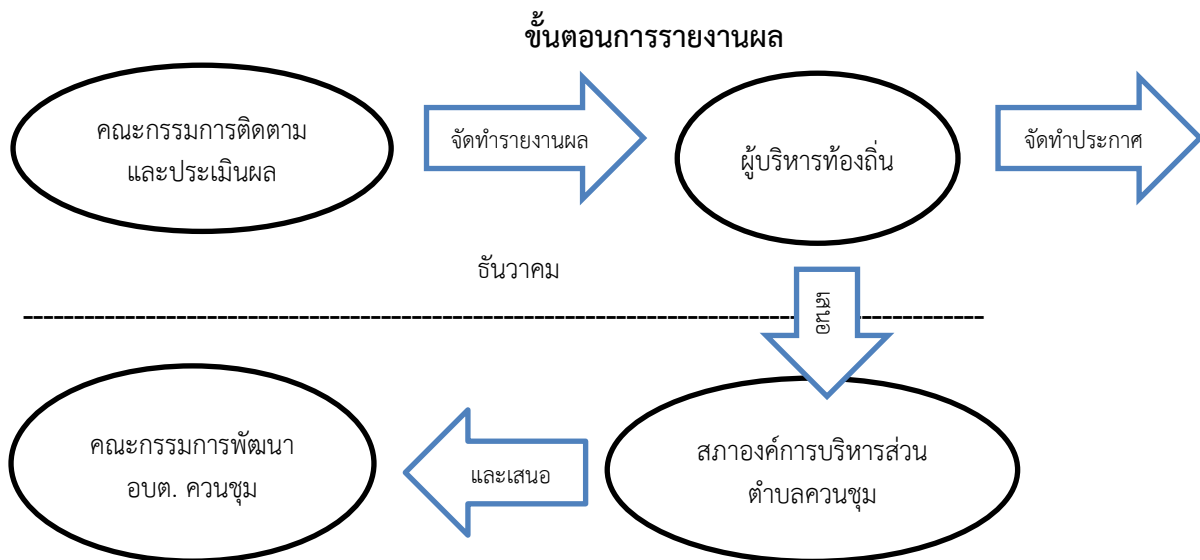 ขั้นตอนการรายงานผล
คณะกรรมการติดตาม
และประเมินผล
จัดทำรายงานผล
ผู้บริหารท้องถิ่น
จัดทำประกาศ
ธันวาคม
เสนอ
คณะกรรมการพัฒนา
อบต. ควนชุม
และเสนอ
สภาองค์การบริหารส่วน
ตำบลควนชุม